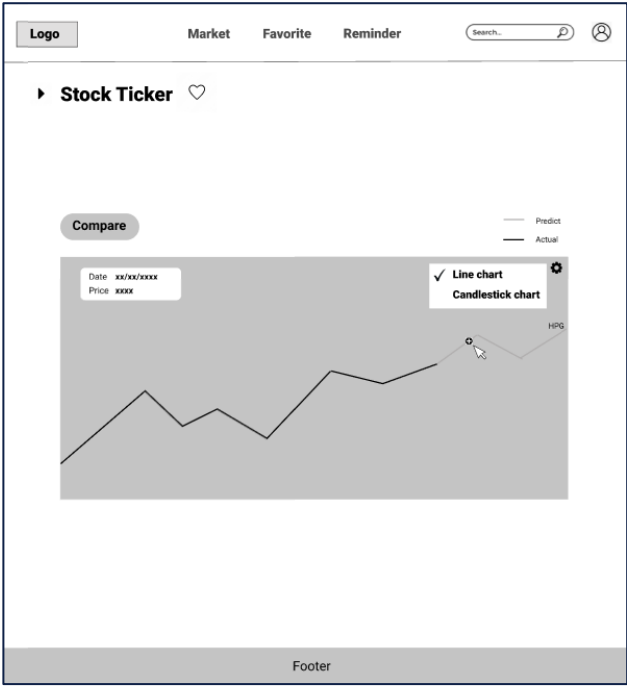 Logo
Market
Favorite
Reminder
Search..
Stock Ticker
Compare
Predict
Actual
Date xx/xx/xxxx
Price xxxx
Line chart
Candlestick chart
HPG
Footer